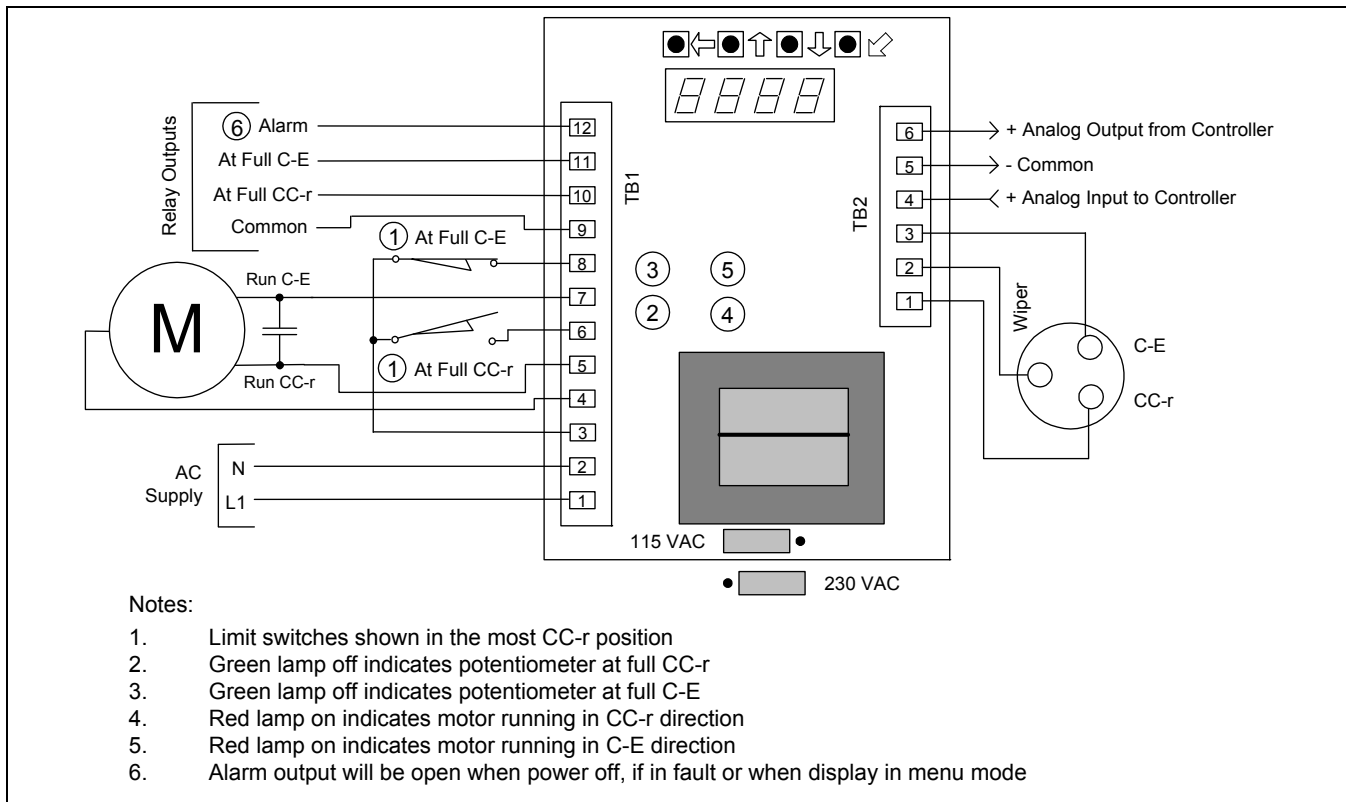 Relay Outputs
6 Alarm
At Full C-E
At Full CC-r
Common
1 At Full C-E
Run C-E
M
Run CC-r
1 At Full CC-r
AC
Supply
N
L1
12
11
10
9
8
7
6
5
4
3
2
1
TB1
8888
3
5
2
4
TB2
6
5
4
3
2
1
+ Analog Output from Controller
- Common
+ Analog Input to Controller
Wiper
C-E
CC-r
115 VAC
230 VAC
Notes:
1. Limit switches shown in the most CC-r position
2. Green lamp off indicates potentiometer at full CC-r
3. Green lamp off indicates potentiometer at full C-E
4. Red lamp on indicates motor running in CC-r direction
5. Red lamp on indicates motor running in C-E direction
6. Alarm output will be open when power off, if in fault or when display in menu mode